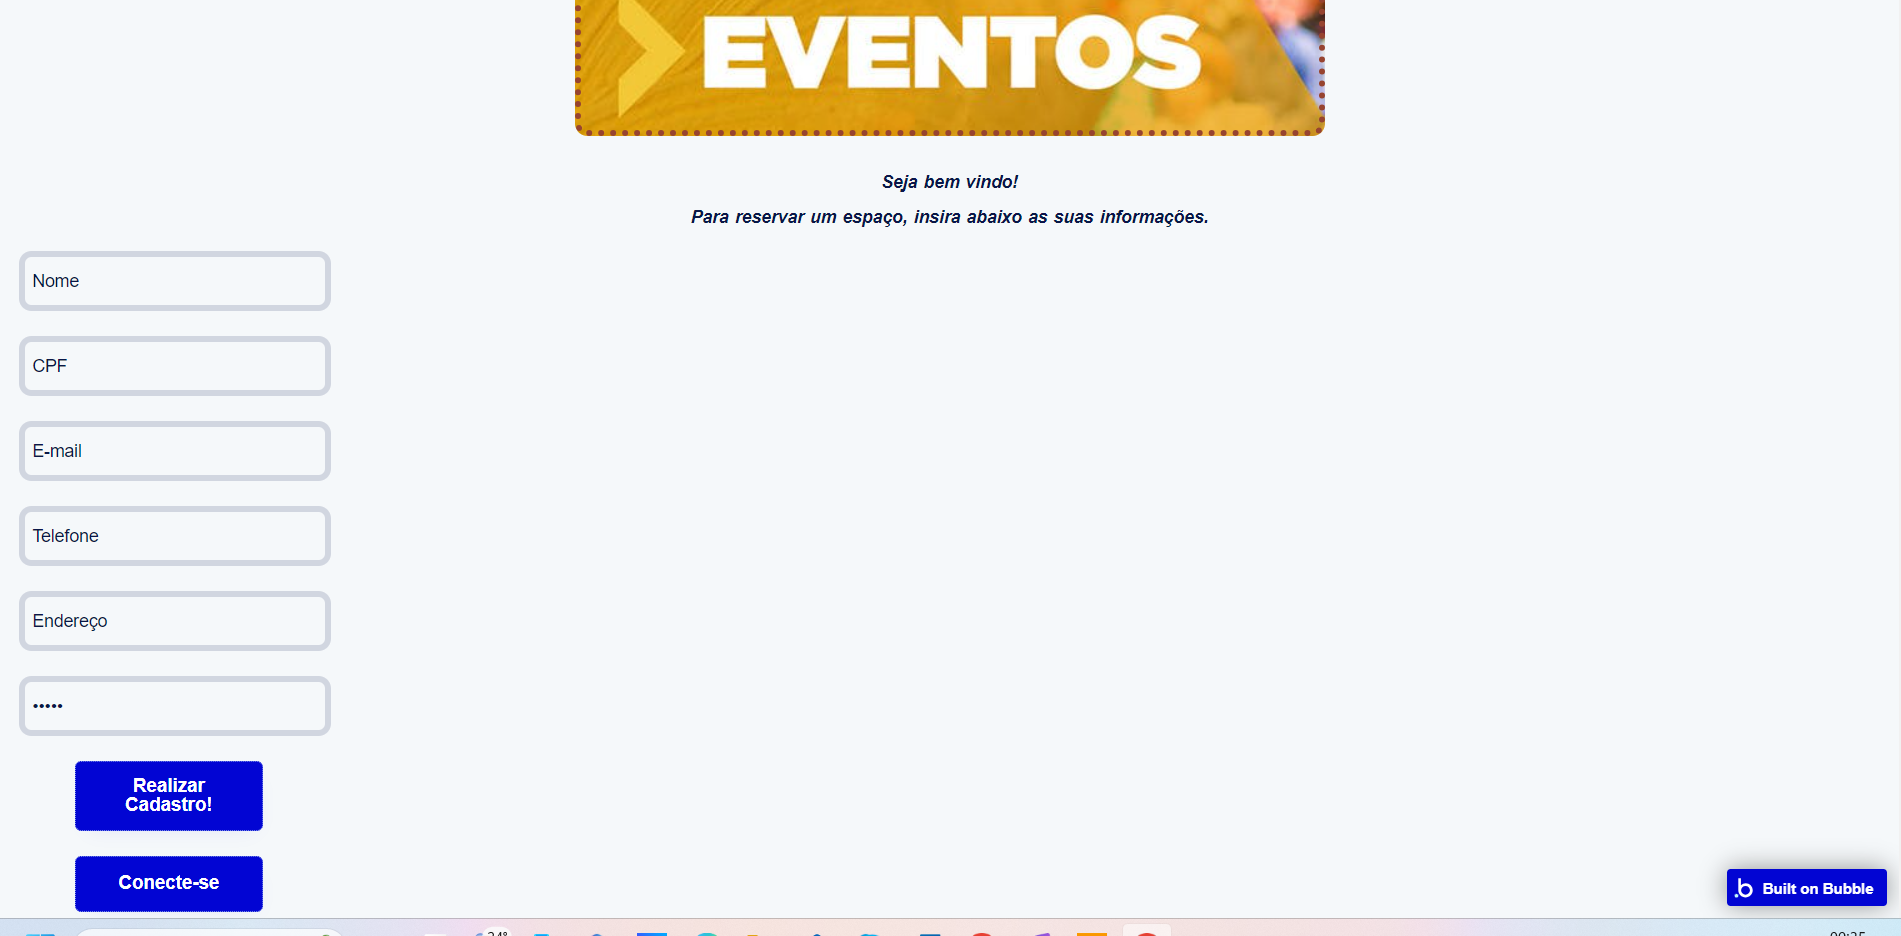 EVENTOS
Seja bem vindo!
Para reservar um espaço, insira abaixo as suas informações.
Nome
CPF
E-mail
Telefone
Endereço
•••••
Realizar
Cadastro!
Conecte-se
Built on Bubble